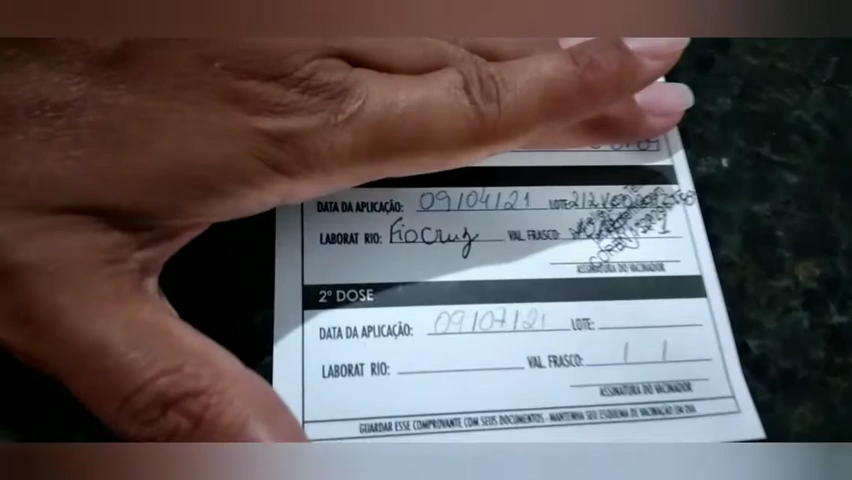 DATA DA APLICAÇÃO: 09/04/21 LOTE:
LABORAT RIO: Fiocruz VAL. FRASCO:
ASSINATURA DO VACINADOR
2º DOSE
DATA DA APLICAÇÃO: 09/07/21 LOTE:
LABORAT RIO: VAL. FRASCO: / /
ASSINATURA DO VACINADOR
GUARDAR ESSE COMPROVANTE COM SEUS DOCUMENTOS - MANTENHA SEU ESQUEMA DE VACINAÇÃO EM DIA